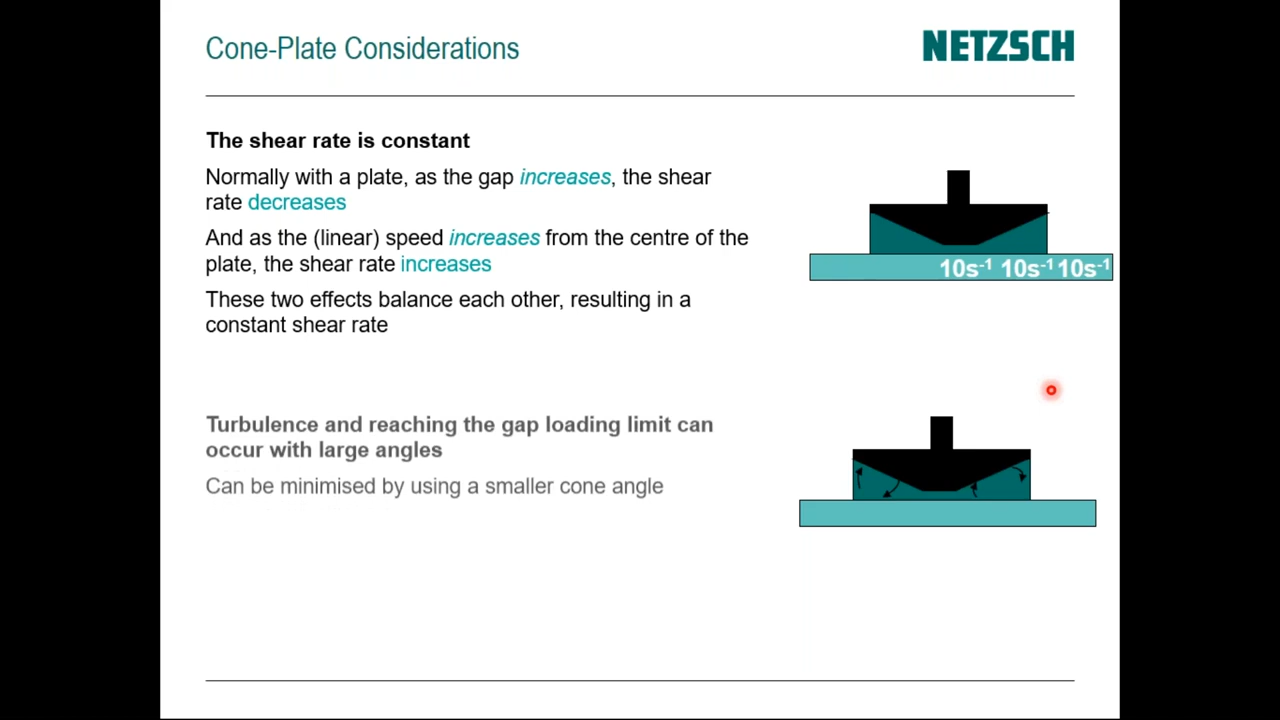 Cone-Plate Considerations
NETZSCH
The shear rate is constant
Normally with a plate, as the gap increases, the shear
rate decreases
And as the (linear) speed increases from the centre of the
plate, the shear rate increases
These two effects balance each other, resulting in a
constant shear rate
10s⁻¹ 10s⁻¹ 10s⁻¹
Turbulence and reaching the gap loading limit can
occur with large angles
Can be minimised by using a smaller cone angle